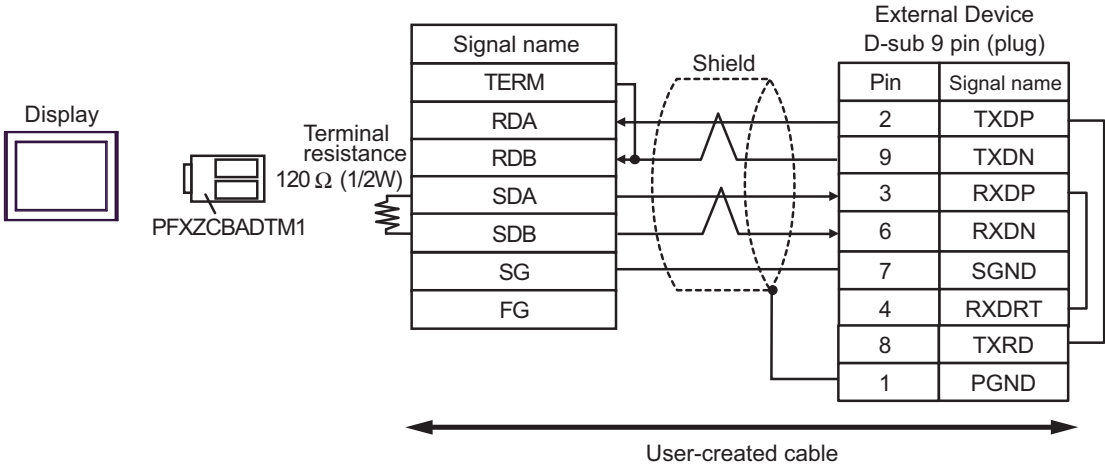 External Device
D-sub 9 pin (plug)
Signal name
Shield
Pin Signal name
TERM
Display
RDA
2 TXDP
Terminal
resistance
120 Ω (1/2W)
RDB
9 TXDN
SDA
3 RXDP
PFXZCBADTM1
SDB
6 RXDN
SG
7 SGND
FG
4 RXDRT
8 TXRD
1 PGND
User-created cable